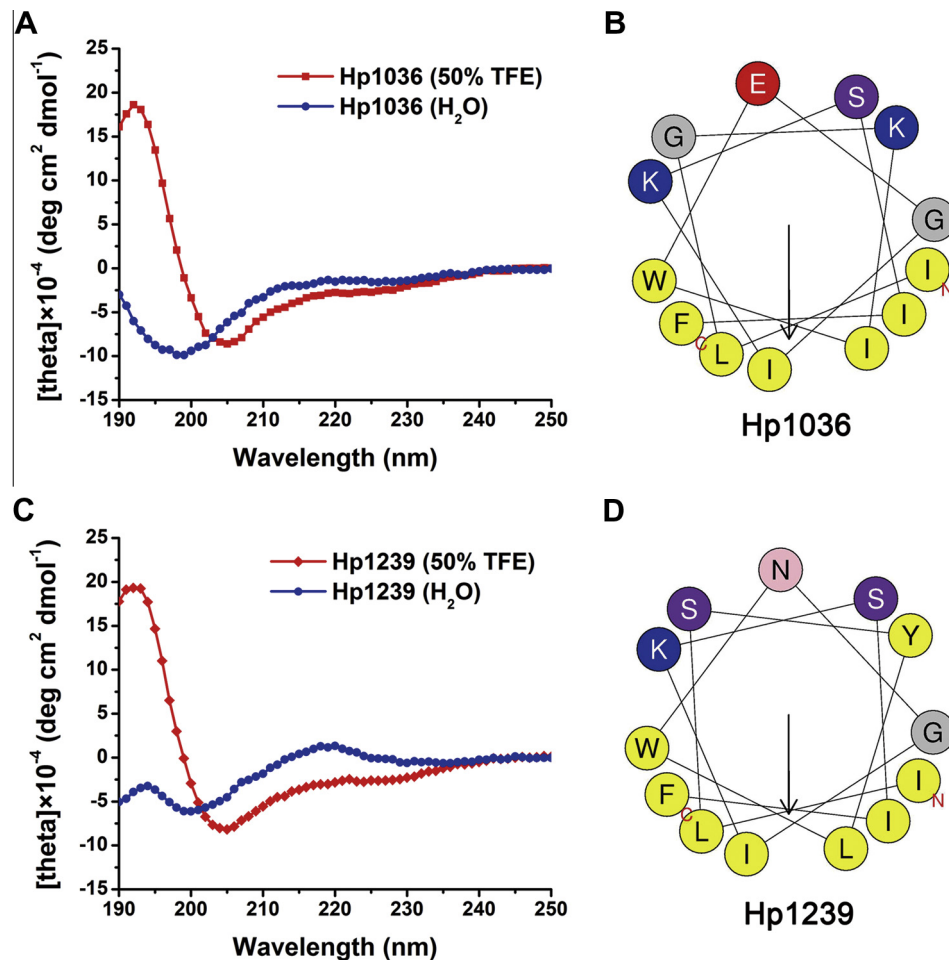 A
[theta]×10⁻⁴ (deg cm² dmol⁻¹)
25
20
15
10
5
0
-5
-10
-15
Hp1036 (50% TFE)
Hp1036 (H₂O)
190 200 210 220 230 240 250
Wavelength (nm)
B
E
S
G
K
K
G
W
I
N
F
I
C
L
I
I
Hp1036
C
[theta]×10⁻⁴ (deg cm² dmol⁻¹)
25
20
15
10
5
0
-5
-10
-15
Hp1239 (50% TFE)
Hp1239 (H₂O)
190 200 210 220 230 240 250
Wavelength (nm)
D
N
S
S
K
Y
W
G
I
N
F
I
C
L
I
L
Hp1239